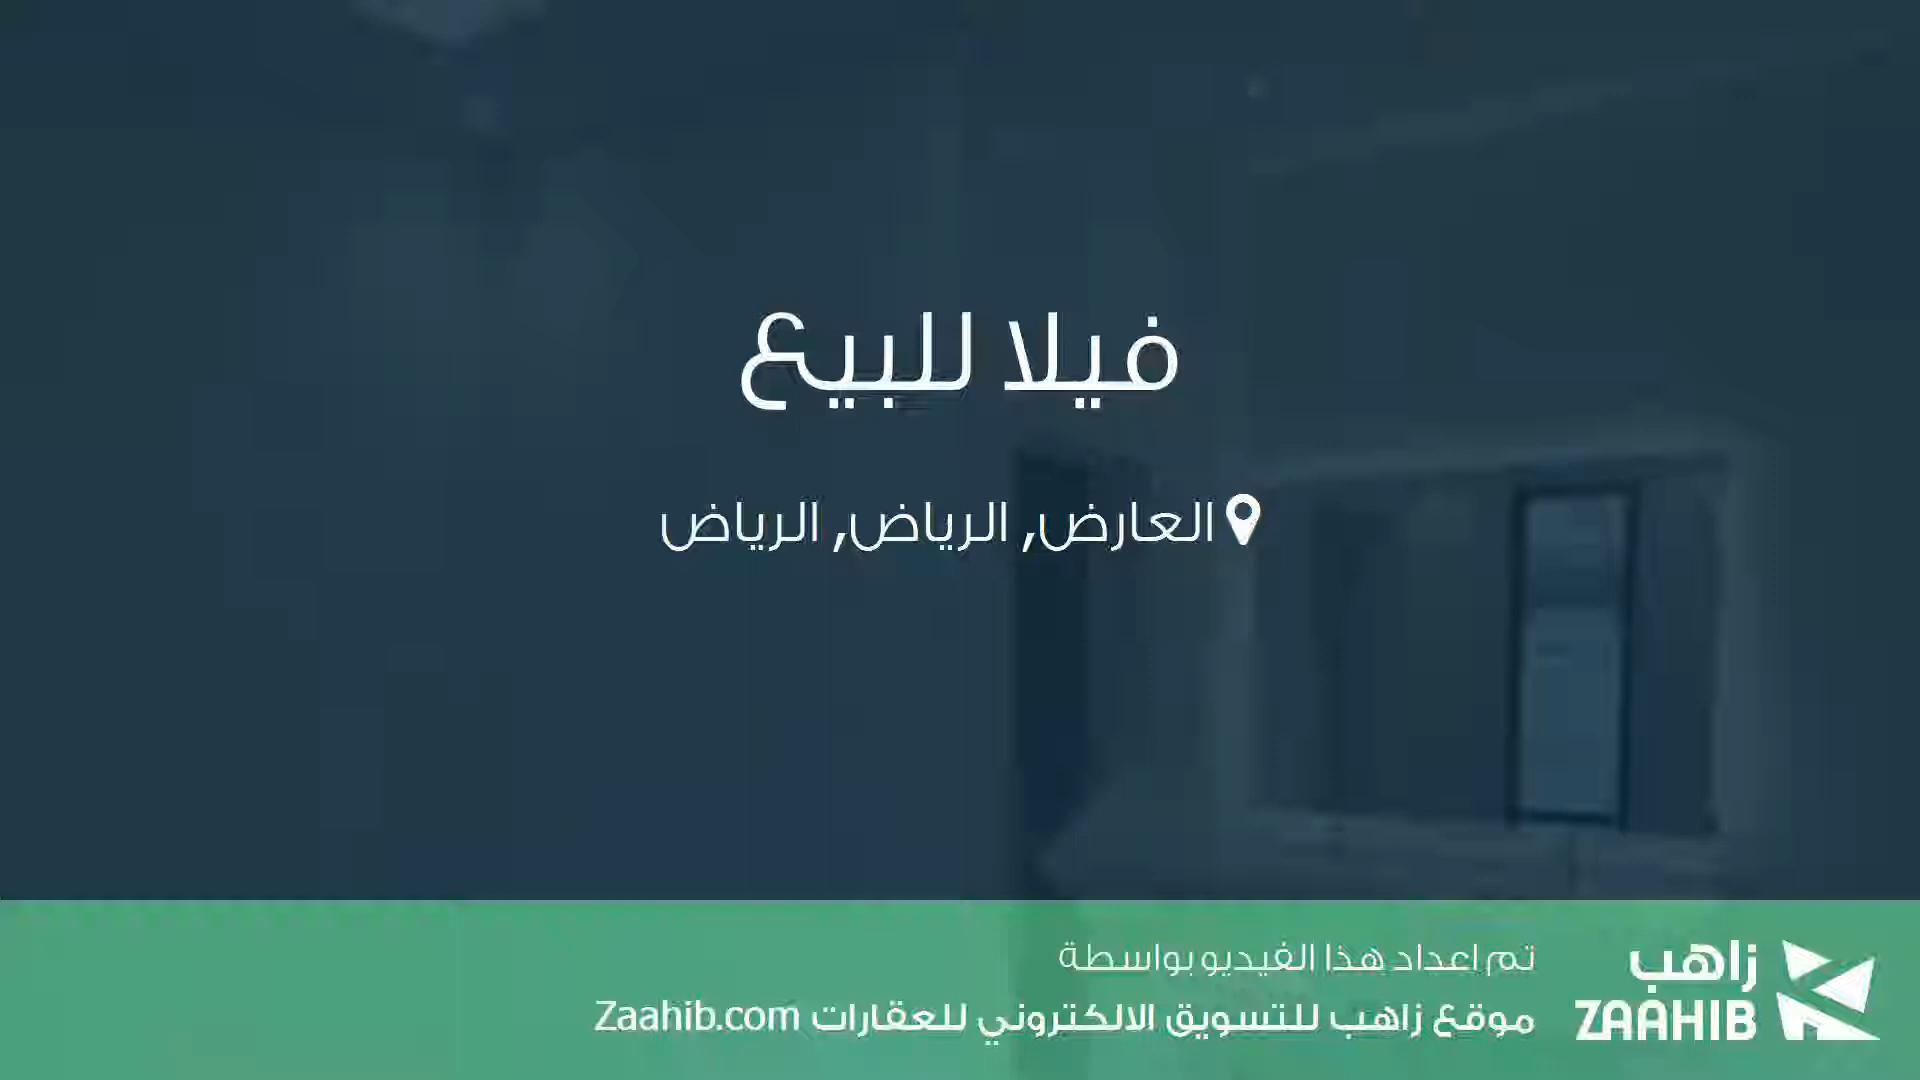 فيلا للبيع
العارض, الرياض, الرياض
تم اعداد هذا الفيديو بواسطة
موقع زاهب للتسويق الالكتروني للعقارات Zaahib.com
زاهب
ZAAHIB